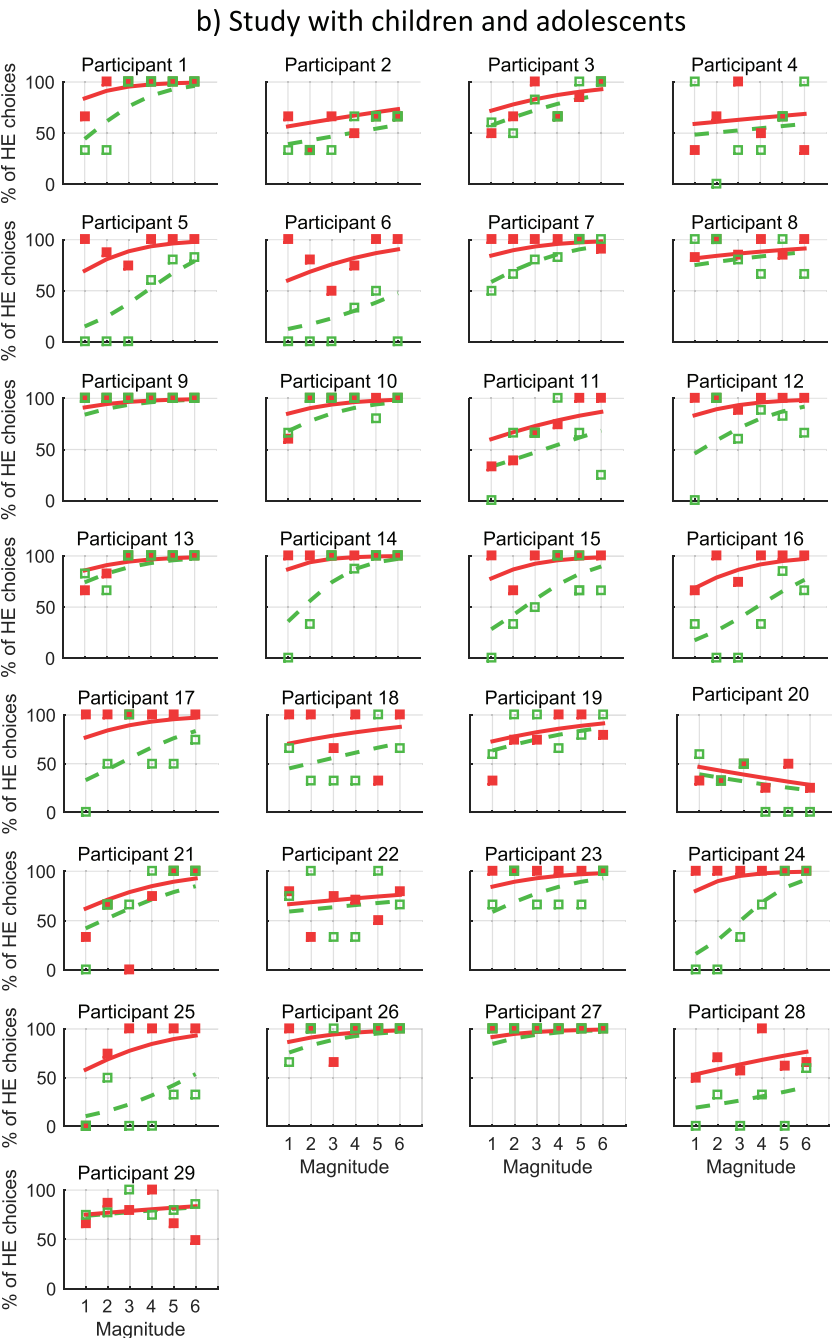 b) Study with children and adolescents
Participant 1
Participant 2
Participant 3
Participant 4
% of HE choices
100
50
0
Participant 5
Participant 6
Participant 7
Participant 8
% of HE choices
100
50
0
Participant 9
Participant 10
Participant 11
Participant 12
% of HE choices
100
50
0
Participant 13
Participant 14
Participant 15
Participant 16
% of HE choices
100
50
0
Participant 17
Participant 18
Participant 19
Participant 20
% of HE choices
100
50
0
Participant 21
Participant 22
Participant 23
Participant 24
% of HE choices
100
50
0
Participant 25
Participant 26
Participant 27
Participant 28
% of HE choices
100
50
0
1 2 3 4 5 6
Magnitude
1 2 3 4 5 6
Magnitude
1 2 3 4 5 6
Magnitude
Participant 29
% of HE choices
100
50
0
1 2 3 4 5 6
Magnitude